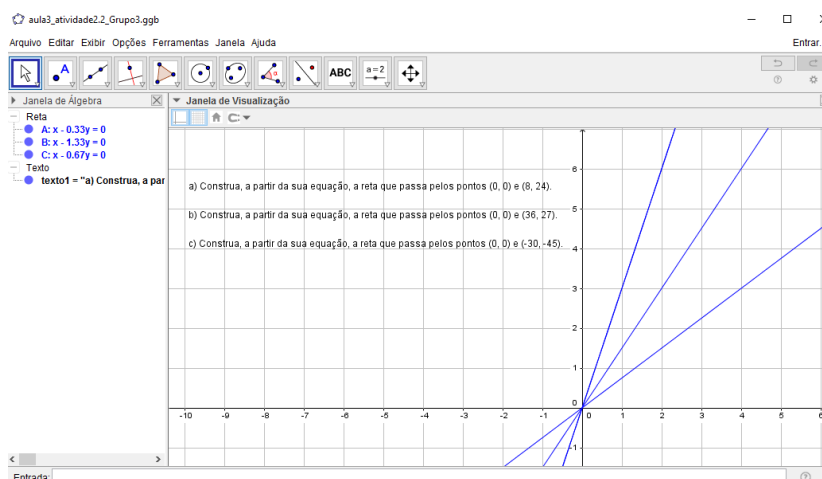 aula3_atividade2.2_Grupo3.ggb
Arquivo Editar Exibir Opções Ferramentas Janela Ajuda
Entrar.
A
ABC
a=2
Janela de Álgebra
Janela de Visualização
Reta
A: x - 0.33y = 0
B: x - 1.33y = 0
C: x - 0.67y = 0
Texto
texto1 = "a) Construa, a par
a) Construa, a partir da sua equação, a reta que passa pelos pontos (0, 0) e (8, 24).
b) Construa, a partir da sua equação, a reta que passa pelos pontos (0, 0) e (36, 27).
c) Construa, a partir da sua equação, a reta que passa pelos pontos (0, 0) e (-30, -45).
6
5
4
3
2
1
0
-10 -9 -8 -7 -6 -5 -4 -3 -2 -1 0 1 2 3 4 5 6
-1
Entrada: